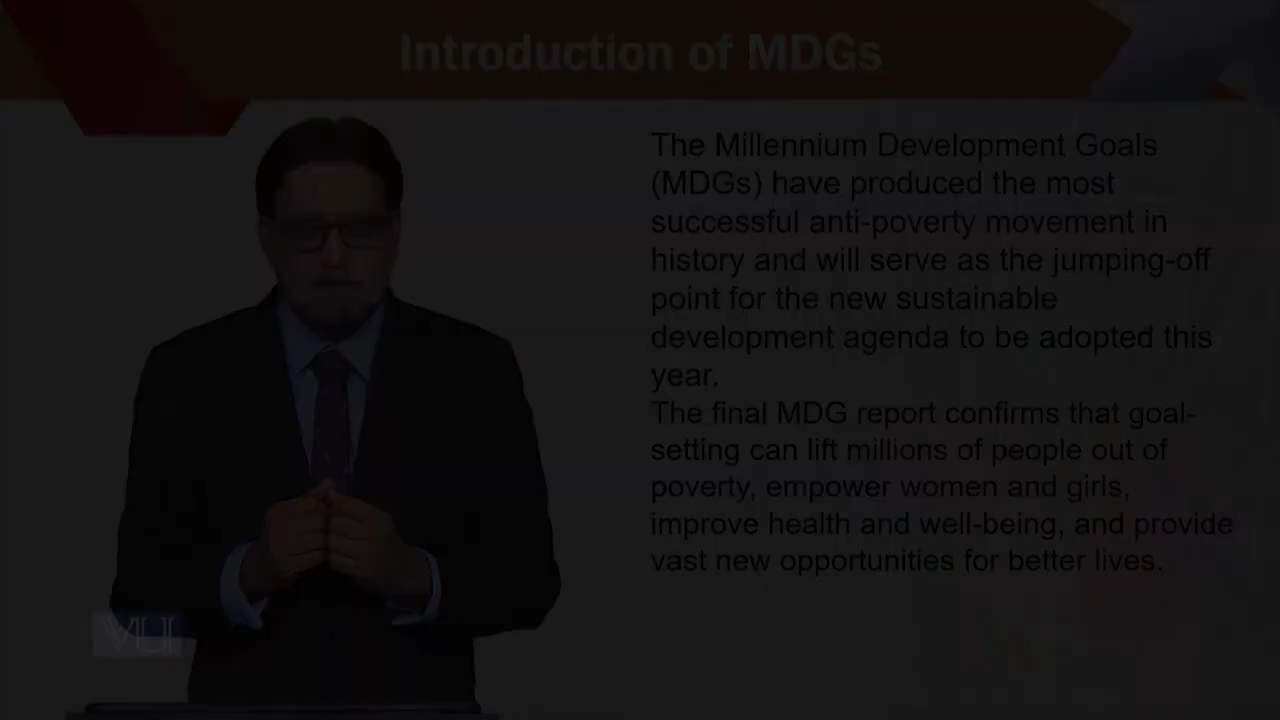 Introduction of MDGs
The Millennium Development Goals
(MDGs) have produced the most
successful anti-poverty movement in
history and will serve as the jumping-off
point for the new sustainable
development agenda to be adopted this
year.
The final MDG report confirms that goal-
setting can lift millions of people out of
poverty, empower women and girls,
improve health and well-being, and provide
vast new opportunities for better lives.
VU